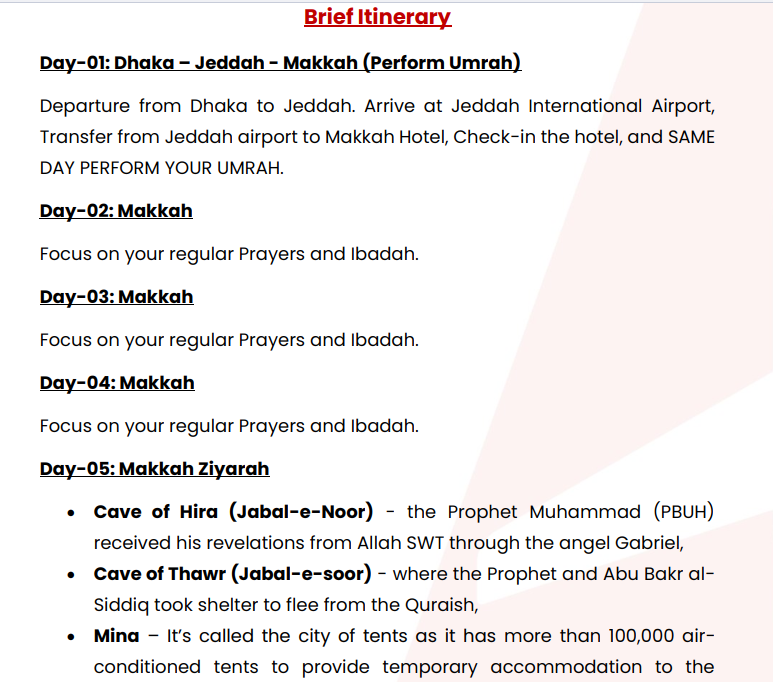 Brief Itinerary
Day-01: Dhaka – Jeddah - Makkah (Perform Umrah)
Departure from Dhaka to Jeddah. Arrive at Jeddah International Airport,
Transfer from Jeddah airport to Makkah Hotel, Check-in the hotel, and SAME
DAY PERFORM YOUR UMRAH.
Day-02: Makkah
Focus on your regular Prayers and Ibadah.
Day-03: Makkah
Focus on your regular Prayers and Ibadah.
Day-04: Makkah
Focus on your regular Prayers and Ibadah.
Day-05: Makkah Ziyarah
• Cave of Hira (Jabal-e-Noor) - the Prophet Muhammad (PBUH)
received his revelations from Allah SWT through the angel Gabriel,
• Cave of Thawr (Jabal-e-soor) - where the Prophet and Abu Bakr al-
Siddiq took shelter to flee from the Quraish,
• Mina – It’s called the city of tents as it has more than 100,000 air-
conditioned tents to provide temporary accommodation to the